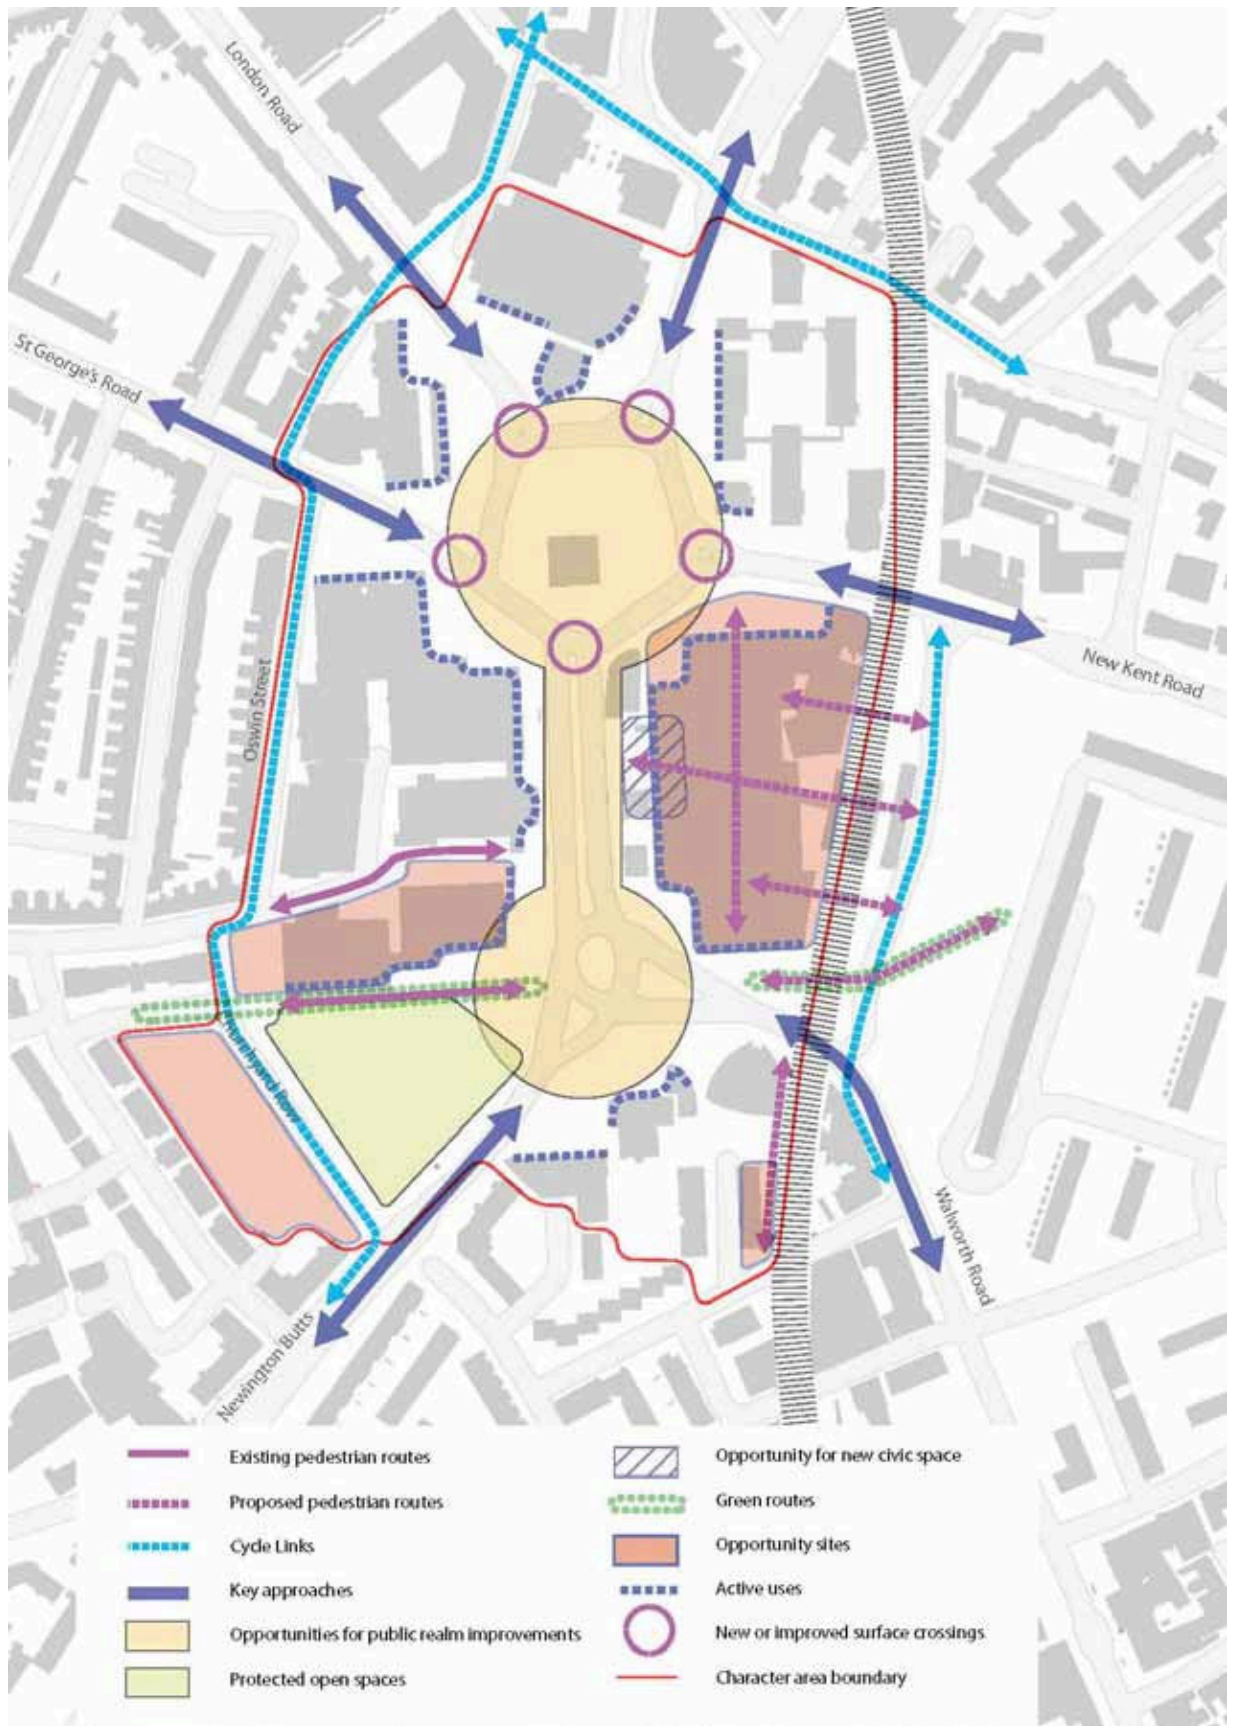 London Road
St George's Road
New Kent Road
Oswin Street
Churchyard Row
Walworth Road
Newington Butts
Existing pedestrian routes
Proposed pedestrian routes
Cycle Links
Key approaches
Opportunities for public realm improvements
Protected open spaces
Opportunity for new civic space
Green routes
Opportunity sites
Active uses
New or improved surface crossings
Character area boundary